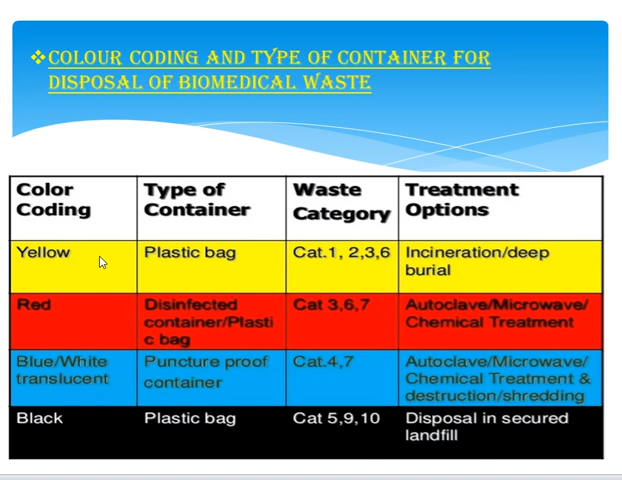 ❖COLOUR CODING AND TYPE OF CONTAINER FOR
DISPOSAL OF BIOMEDICAL WASTE
Color Coding | Type of Container | Waste Category | Treatment Options
Yellow | Plastic bag | Cat.1, 2,3,6 | Incineration/deep burial
Red | Disinfected container/Plastic bag | Cat 3,6,7 | Autoclave/Microwave/ Chemical Treatment
Blue/White translucent | Puncture proof container | Cat.4,7 | Autoclave/Microwave/ Chemical Treatment & destruction/shredding
Black | Plastic bag | Cat 5,9,10 | Disposal in secured landfill